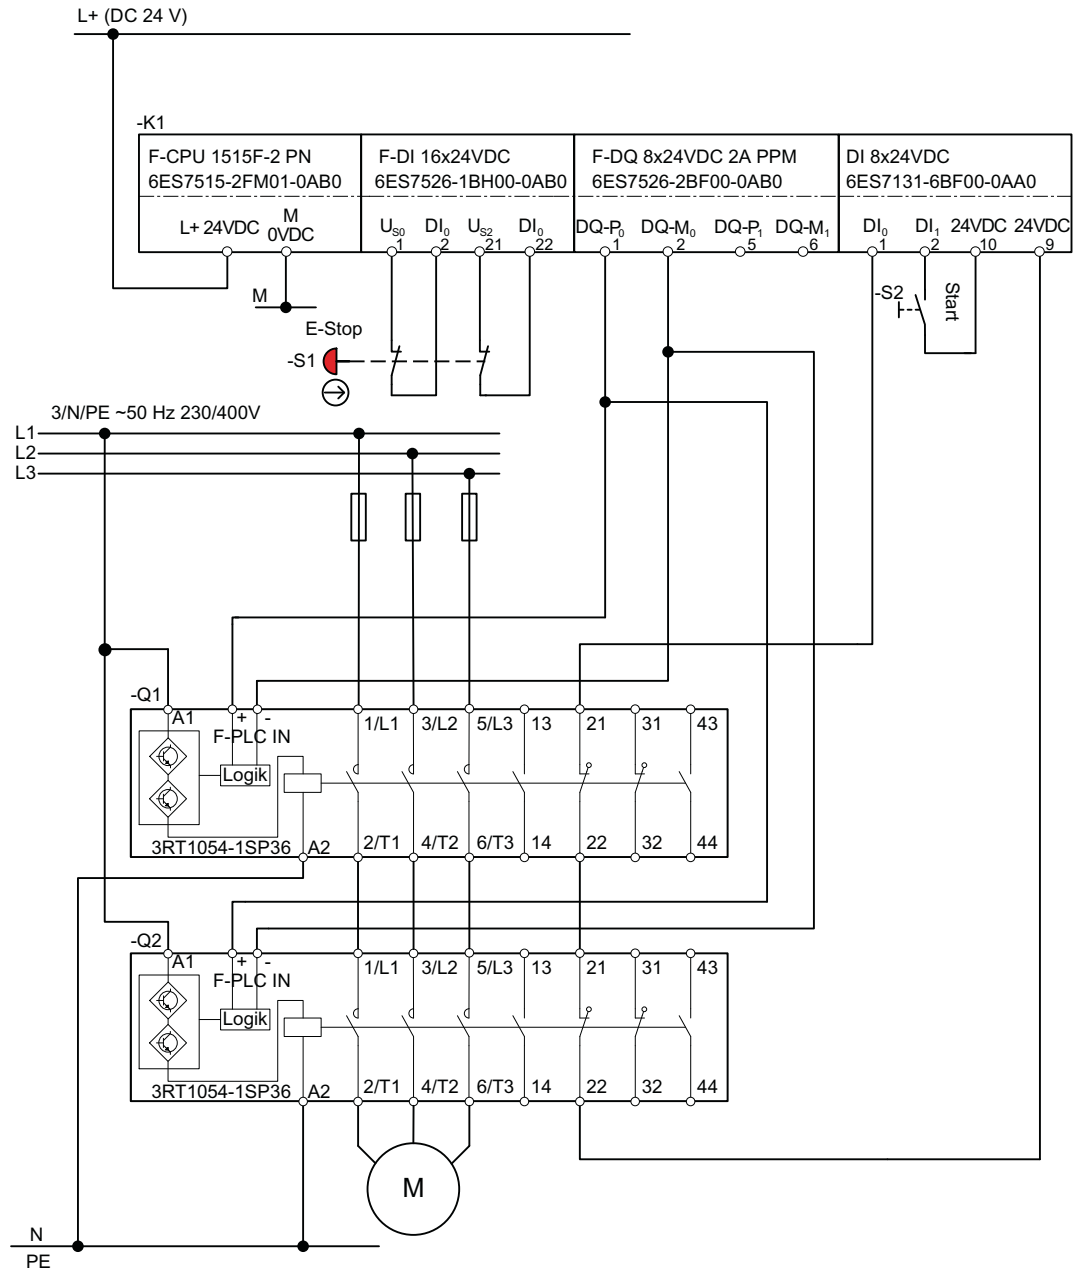 L+ (DC 24 V)
-K1
F-CPU 1515F-2 PN
6ES7515-2FM01-0AB0
F-DI 16x24VDC
6ES7526-1BH00-0AB0
F-DQ 8x24VDC 2A PPM
6ES7526-2BF00-0AB0
DI 8x24VDC
6ES7131-6BF00-0AA0
L+ 24VDC
M
0VDC
US0 DI0 US2 DI0
1 2 21 22
DQ-P0 DQ-M0 DQ-P1 DQ-M1
1 2 5 6
DI0 DI1 24VDC 24VDC
1 2 10 9
M
E-Stop
-S1
-S2
Start
3/N/PE ~50 Hz 230/400V
L1
L2
L3
-Q1
A1 + - 1/L1 3/L2 5/L3 13 21 31 43
F-PLC IN
Logik
3RT1054-1SP36 A2 2/T1 4/T2 6/T3 14 22 32 44
-Q2
A1 + - 1/L1 3/L2 5/L3 13 21 31 43
F-PLC IN
Logik
3RT1054-1SP36 A2 2/T1 4/T2 6/T3 14 22 32 44
M
N
PE